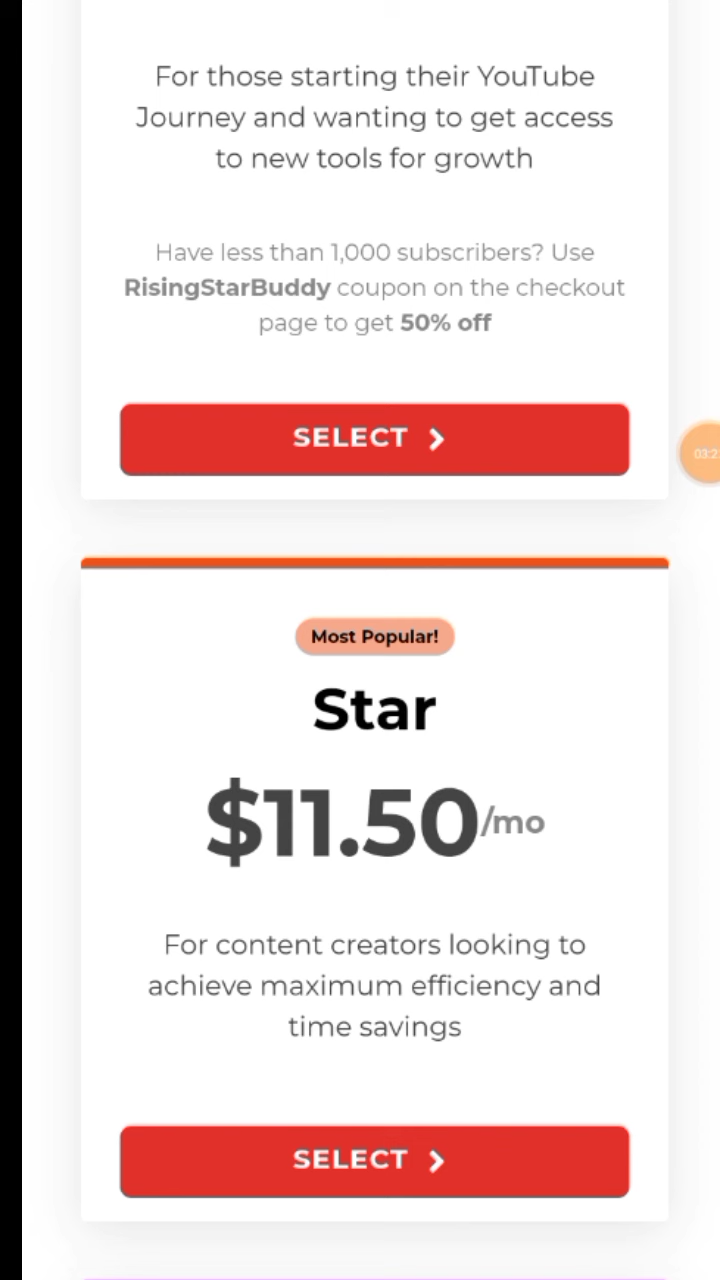 For those starting their YouTube
Journey and wanting to get access
to new tools for growth
Have less than 1,000 subscribers? Use
RisingStarBuddy coupon on the checkout
page to get 50% off
SELECT
Most Popular!
Star
$11.50/mo
For content creators looking to
achieve maximum efficiency and
time savings
SELECT